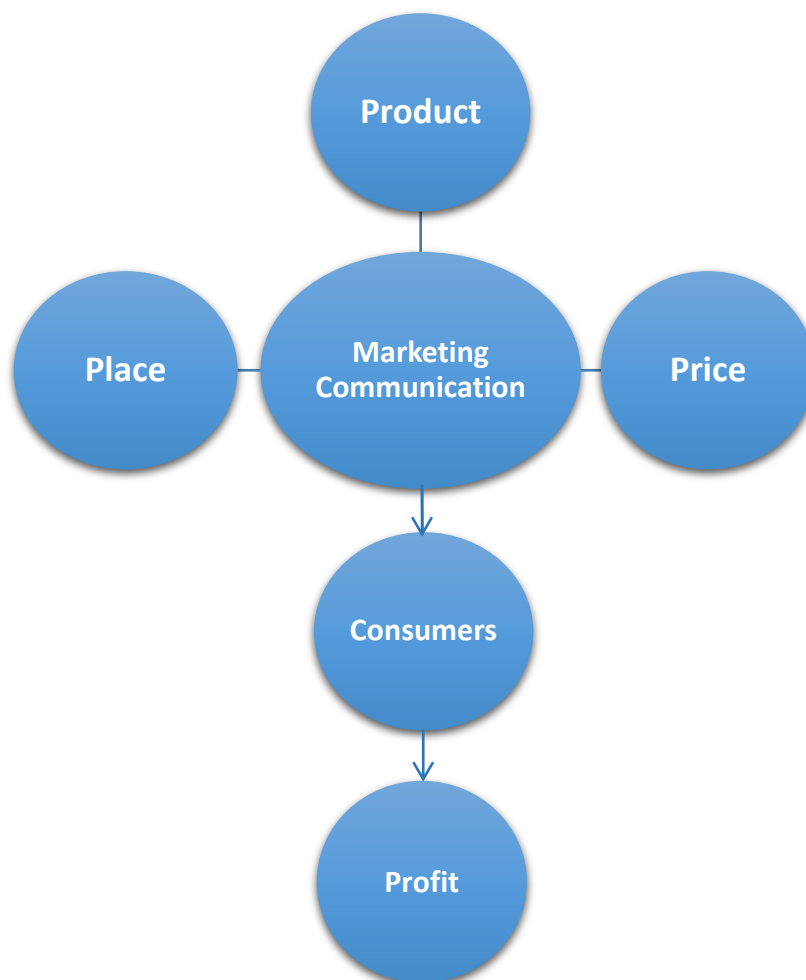 Product
Place
Marketing
Communication
Price
Consumers
Profit